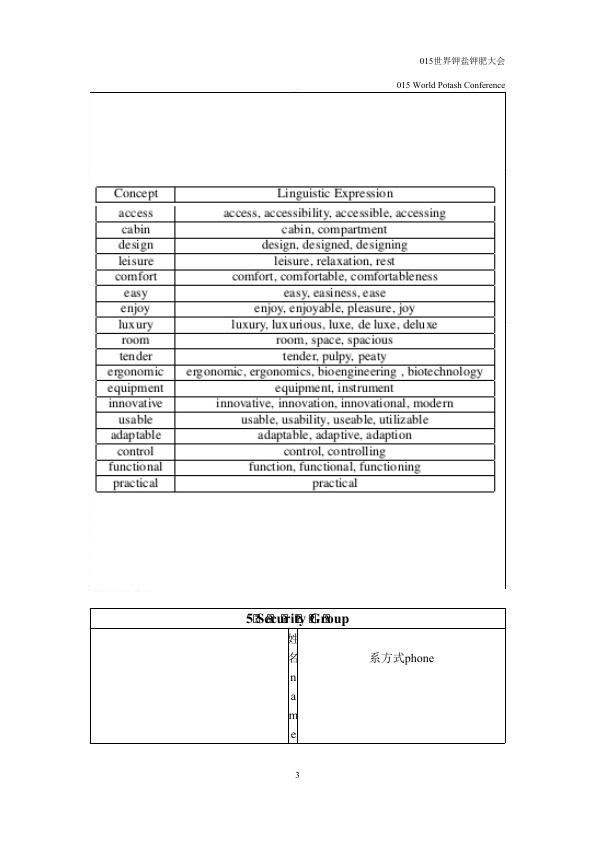 015世界钾盐钾肥大会
015 World Potash Conference
Concept Linguistic Expression
access access, accessibility, accessible, accessing
cabin cabin, compartment
design design, designed, designing
leisure leisure, relaxation, rest
comfort comfort, comfortable, comfortableness
easy easy, easiness, ease
enjoy enjoy, enjoyable, pleasure, joy
luxury luxury, luxurious, luxe, de luxe, deluxe
room room, space, spacious
tender tender, pulpy, peaty
ergonomic ergonomic, ergonomics, bioengineering , biotechnology
equipment equipment, instrument
innovative innovative, innovation, innovational, modern
usable usable, usability, useable, utilizable
adaptable adaptable, adaptive, adaption
control control, controlling
functional function, functional, functioning
practical practical
5 Security Group
姓
名 系方式phone
n
a
m
e
3